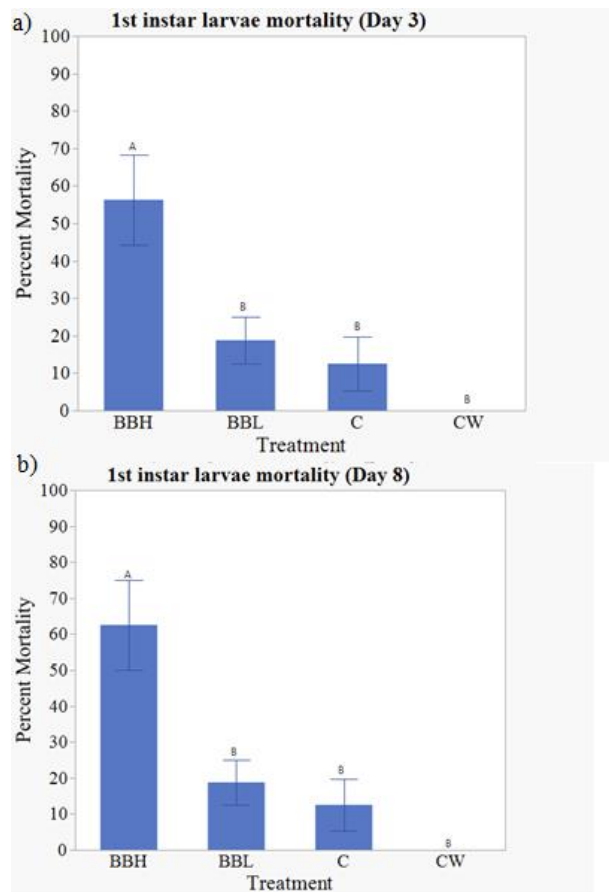 a)
1st instar larvae mortality (Day 3)
Percent Mortality
100
90
80
70
60
50
40
30
20
10
0
A
B
B
B
BBH BBL C CW
Treatment
b)
1st instar larvae mortality (Day 8)
Percent Mortality
100
90
80
70
60
50
40
30
20
10
0
A
B
B
B
BBH BBL C CW
Treatment